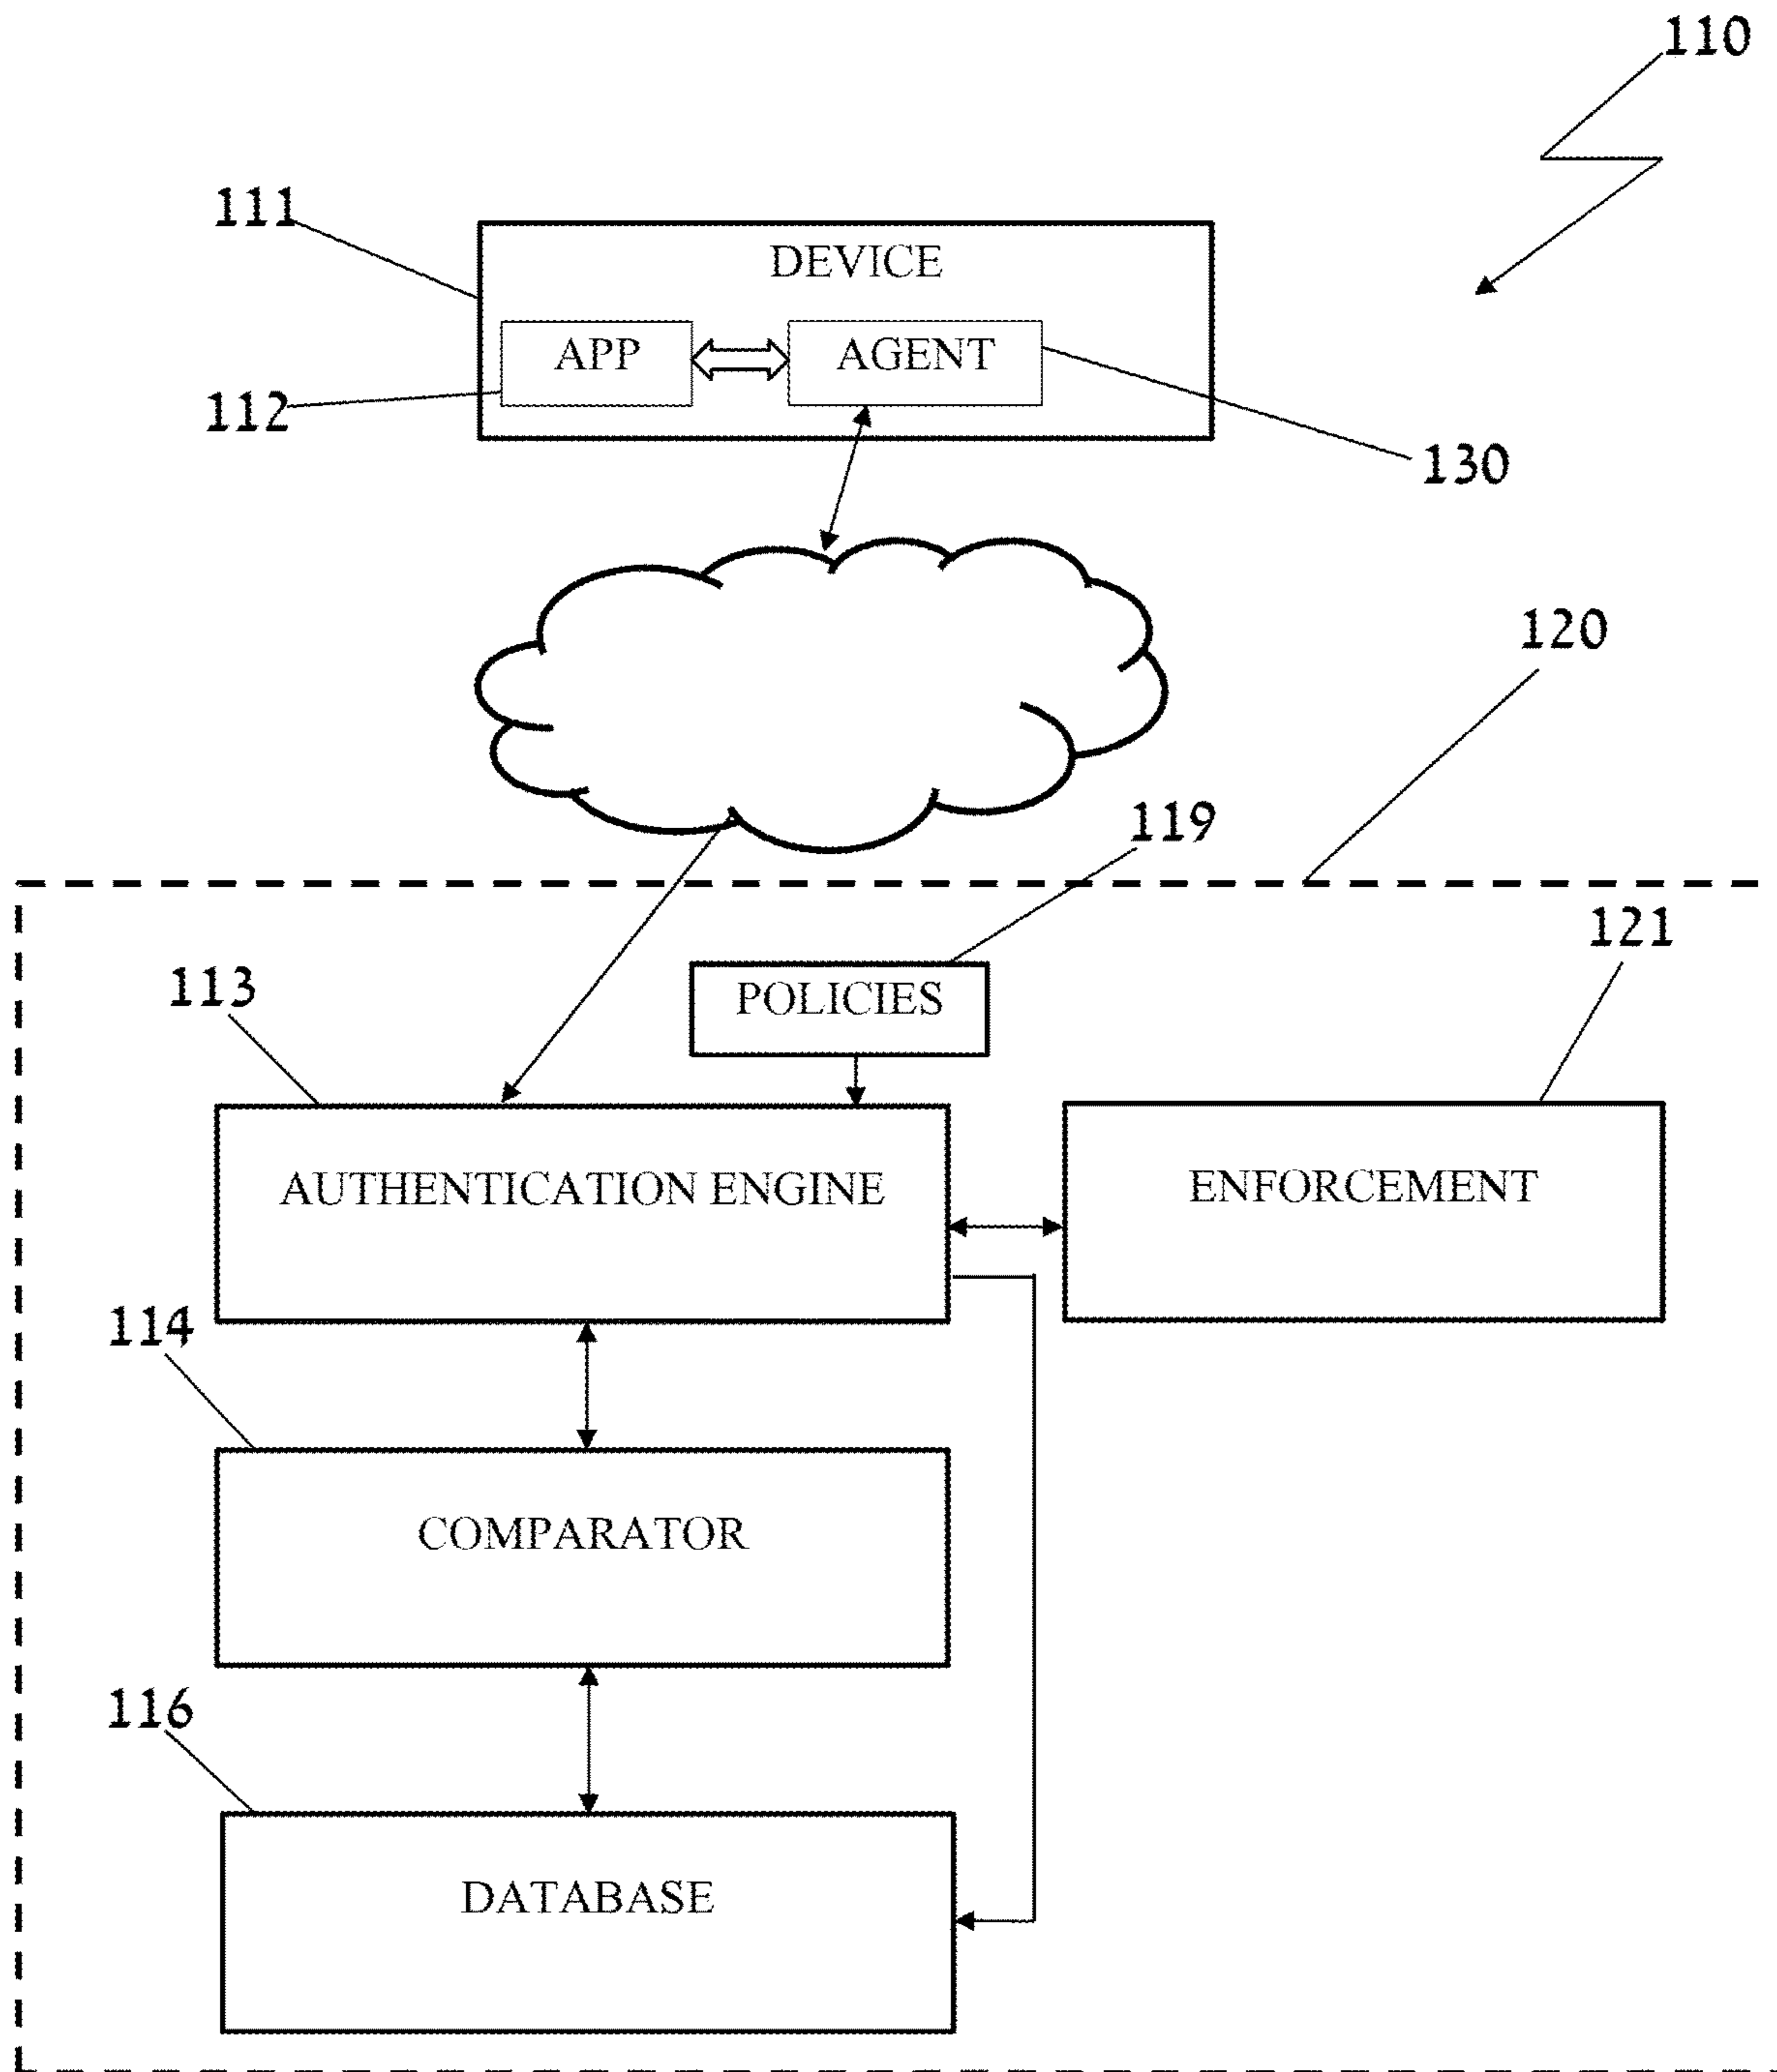 110
111
DEVICE
APP
AGENT
112
130
120
119
121
113
POLICIES
AUTHENTICATION ENGINE
ENFORCEMENT
114
COMPARATOR
116
DATABASE